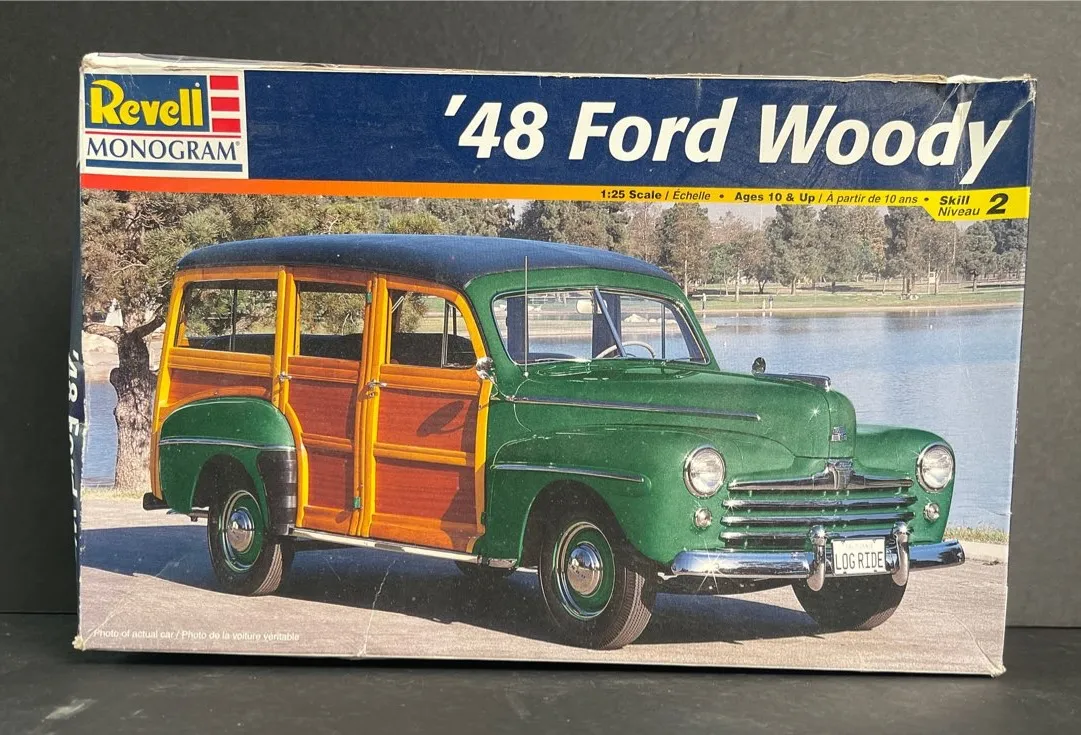 Revell
MONOGRAM®
'48 Ford Woody
1:25 Scale / Échelle • Ages 10 & Up / À partir de 10 ans • Skill Niveau 2
LOG RIDE
Photo of actual car / Photo de la voiture véritable